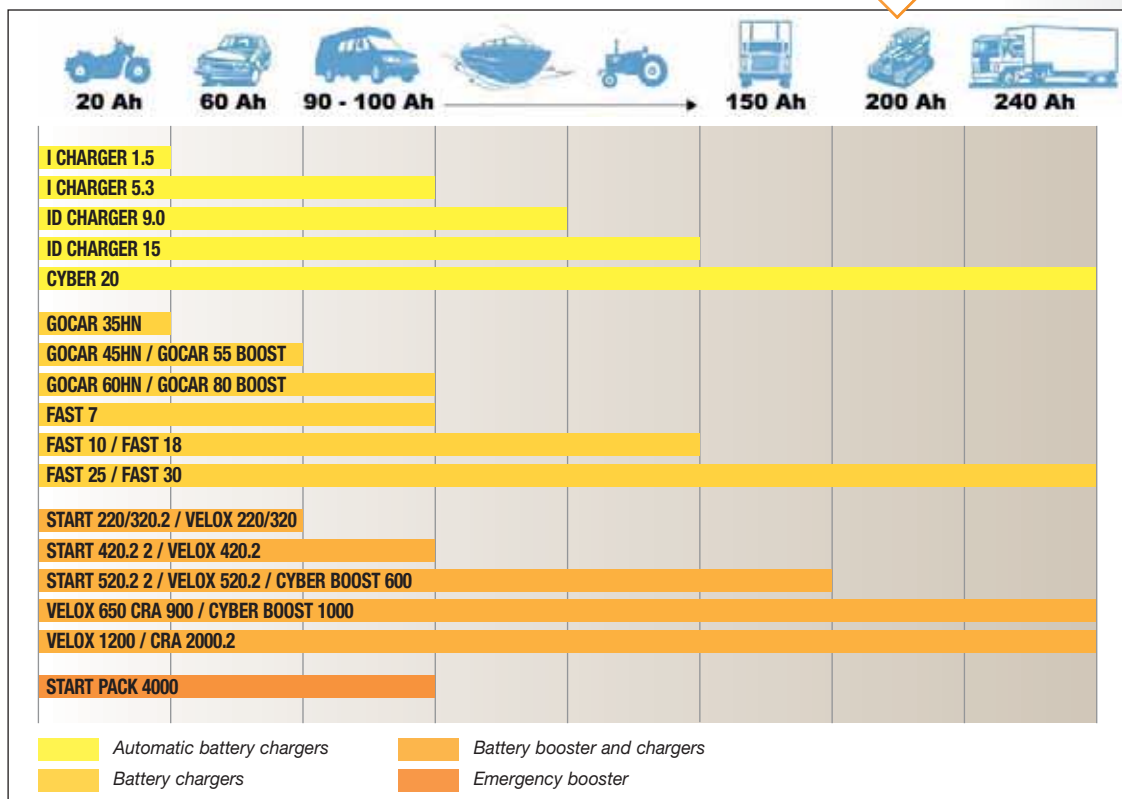 20 Ah 60 Ah 90 - 100 Ah 150 Ah 200 Ah 240 Ah
I CHARGER 1.5
I CHARGER 5.3
ID CHARGER 9.0
ID CHARGER 15
CYBER 20
GOCAR 35HN
GOCAR 45HN / GOCAR 55 BOOST
GOCAR 60HN / GOCAR 80 BOOST
FAST 7
FAST 10 / FAST 18
FAST 25 / FAST 30
START 220/320.2 / VELOX 220/320
START 420.2 2 / VELOX 420.2
START 520.2 2 / VELOX 520.2 / CYBER BOOST 600
VELOX 650 CRA 900 / CYBER BOOST 1000
VELOX 1200 / CRA 2000.2
START PACK 4000
Automatic battery chargers
Battery chargers
Battery booster and chargers
Emergency booster